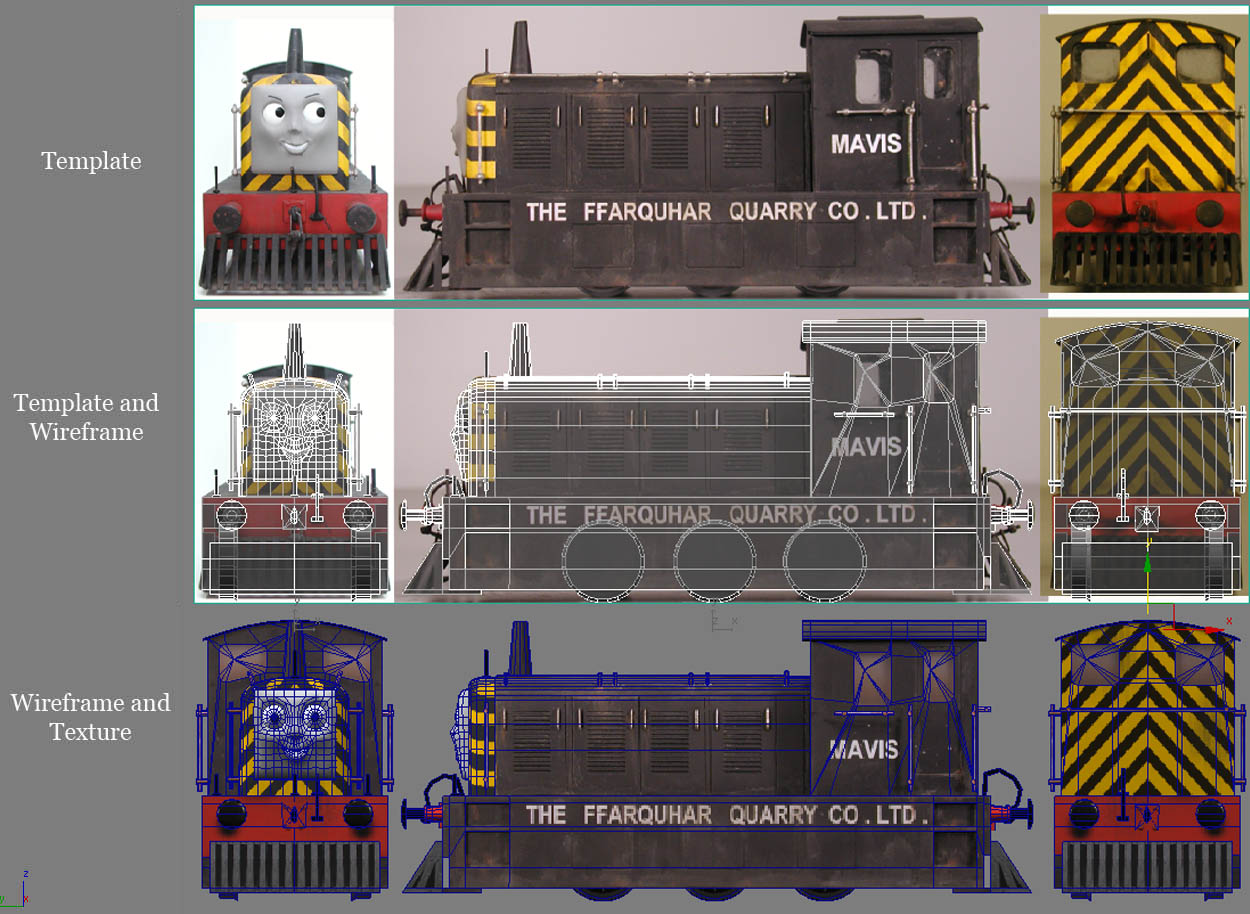 Template
MAVIS
THE FFARQUHAR QUARRY CO. LTD.
Template and
Wireframe
MAVIS
THE FFARQUHAR QUARRY CO. LTD.
y
z x
x
Wireframe and
Texture
MAVIS
THE FFARQUHAR QUARRY CO. LTD.
z
y x